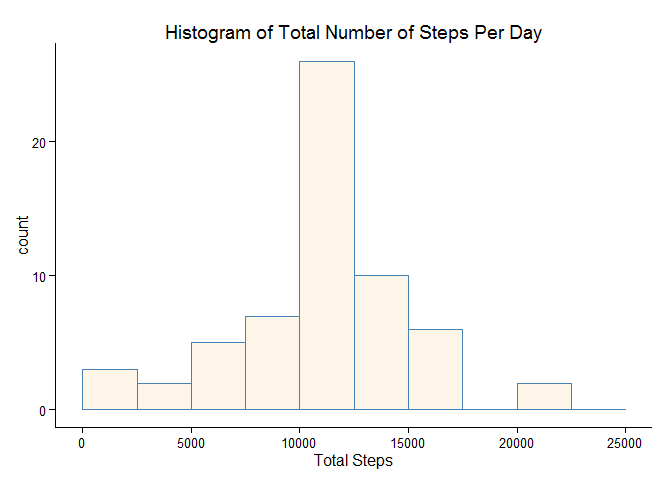 Histogram of Total Number of Steps Per Day
count
20
10
0
0 5000 10000 15000 20000 25000
Total Steps